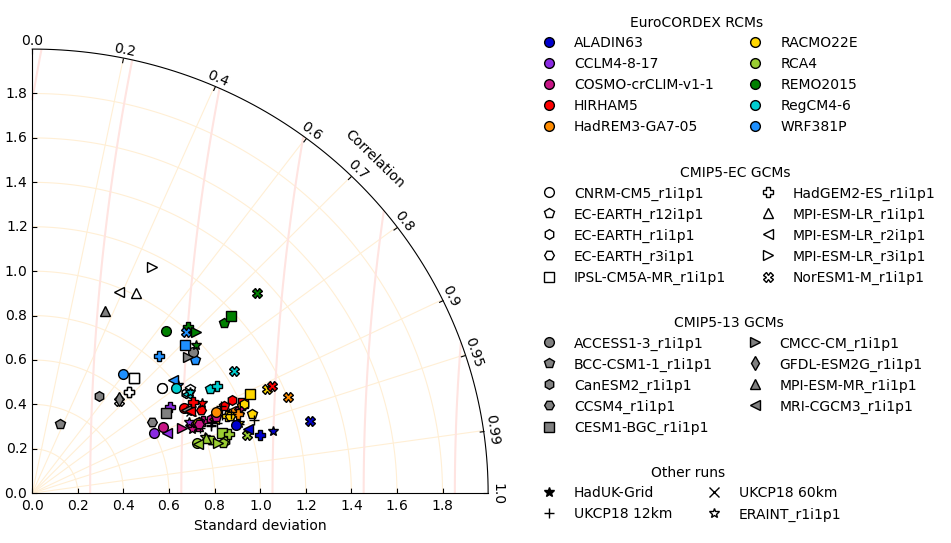 0.0
0.2
0.4
0.6
Correlation
0.7
0.8
0.9
0.95
0.99
1.0
1.8
1.6
1.4
1.2
1.0
0.8
0.6
0.4
0.2
0.0
0.0 0.2 0.4 0.6 0.8 1.0 1.2 1.4 1.6 1.8
Standard deviation
EuroCORDEX RCMs
ALADIN63 RACMO22E
CCLM4-8-17 RCA4
COSMO-crCLIM-v1-1 REMO2015
HIRHAM5 RegCM4-6
HadREM3-GA7-05 WRF381P
CMIP5-EC GCMs
CNRM-CM5_r1i1p1 HadGEM2-ES_r1i1p1
EC-EARTH_r12i1p1 MPI-ESM-LR_r1i1p1
EC-EARTH_r1i1p1 MPI-ESM-LR_r2i1p1
EC-EARTH_r3i1p1 MPI-ESM-LR_r3i1p1
IPSL-CM5A-MR_r1i1p1 NorESM1-M_r1i1p1
CMIP5-13 GCMs
ACCESS1-3_r1i1p1 CMCC-CM_r1i1p1
BCC-CSM1-1_r1i1p1 GFDL-ESM2G_r1i1p1
CanESM2_r1i1p1 MPI-ESM-MR_r1i1p1
CCSM4_r1i1p1 MRI-CGCM3_r1i1p1
CESM1-BGC_r1i1p1
Other runs
HadUK-Grid UKCP18 60km
UKCP18 12km ERAINT_r1i1p1